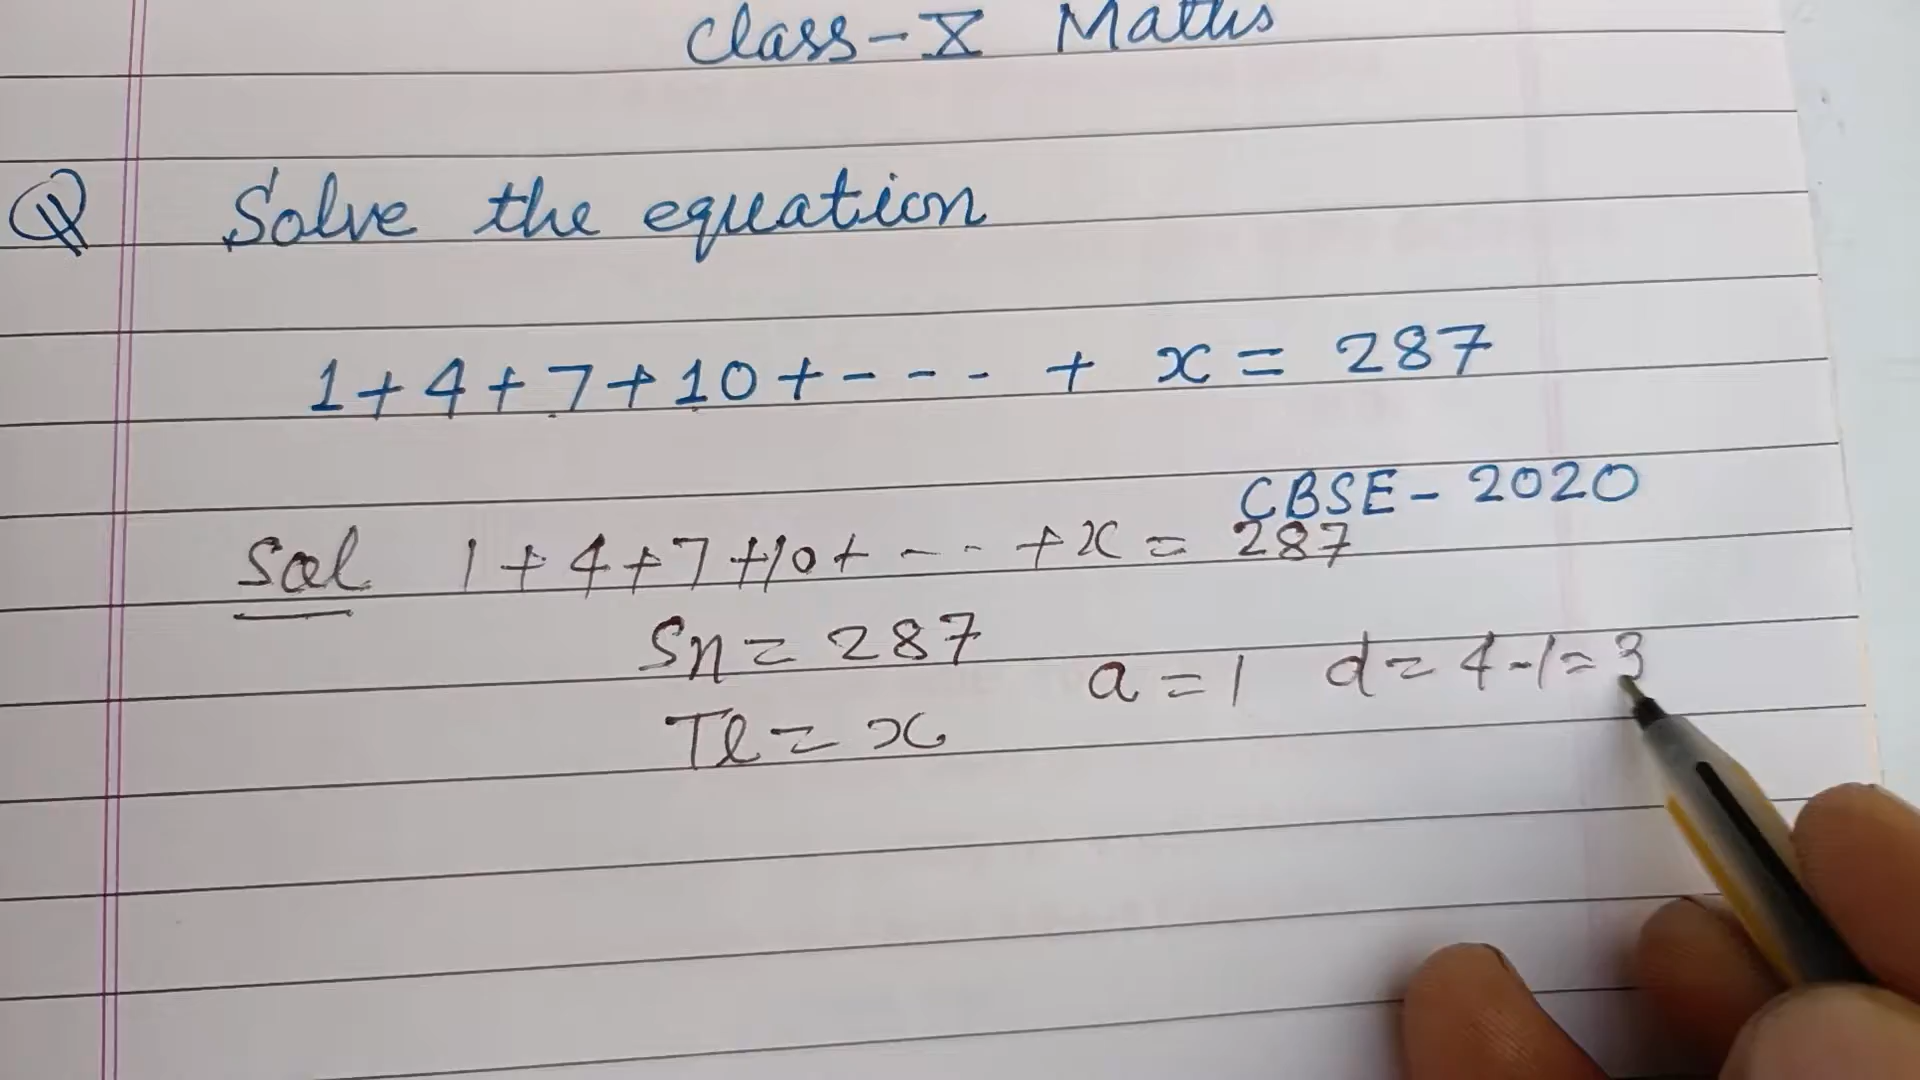 Class-X Maths
Q Solve the equation
1+4+7+10+---- + x = 287
CBSE-2020
Sol 1+4+7+10+---- +x = 287
Sn = 287
a = 1 d = 4-1 = 3
Tl = x